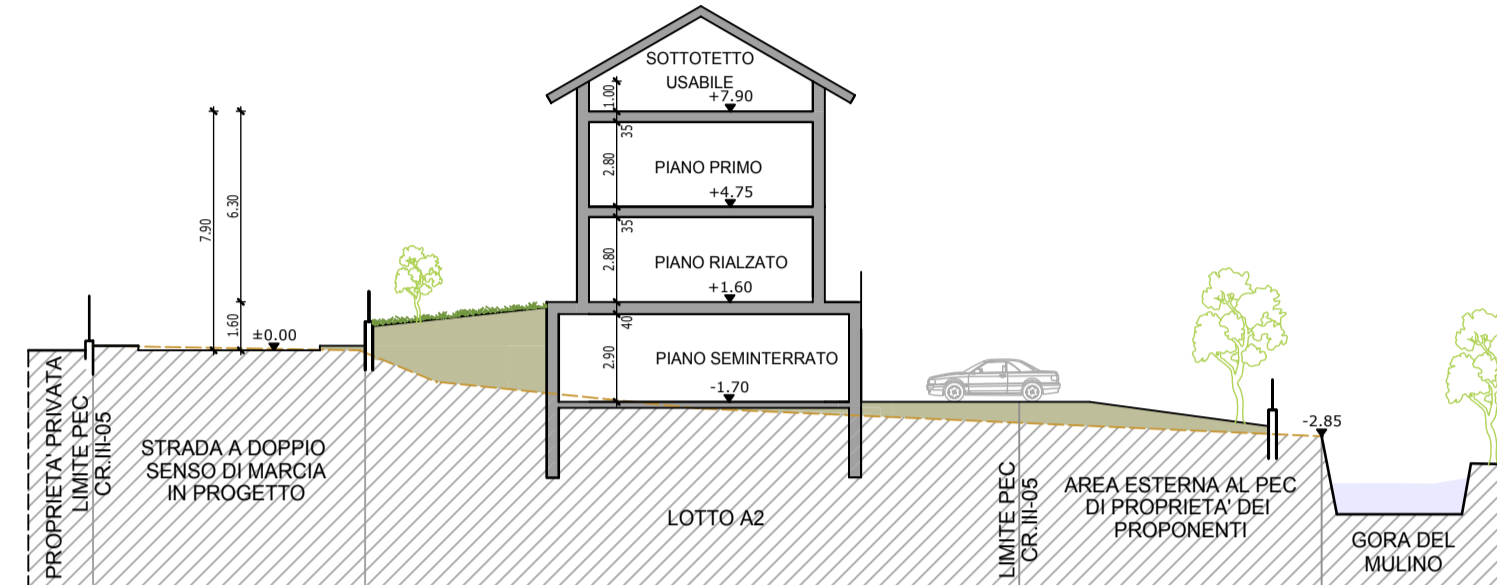 SOTTOTETTO
USABILE
+7.90
1.00
35
PIANO PRIMO
2.80
+4.75
35
7.90
6.30
PIANO RIALZATO
2.80
+1.60
1.60
±0.00
40
PIANO SEMINTERRATO
2.90
-1.70
-2.85
PROPRIETA' PRIVATA
LIMITE PEC
CR.III-05
STRADA A DOPPIO
SENSO DI MARCIA
IN PROGETTO
LOTTO A2
LIMITE PEC
CR.III-05
AREA ESTERNA AL PEC
DI PROPRIETA' DEI
PROPONENTI
GORA DEL
MULINO